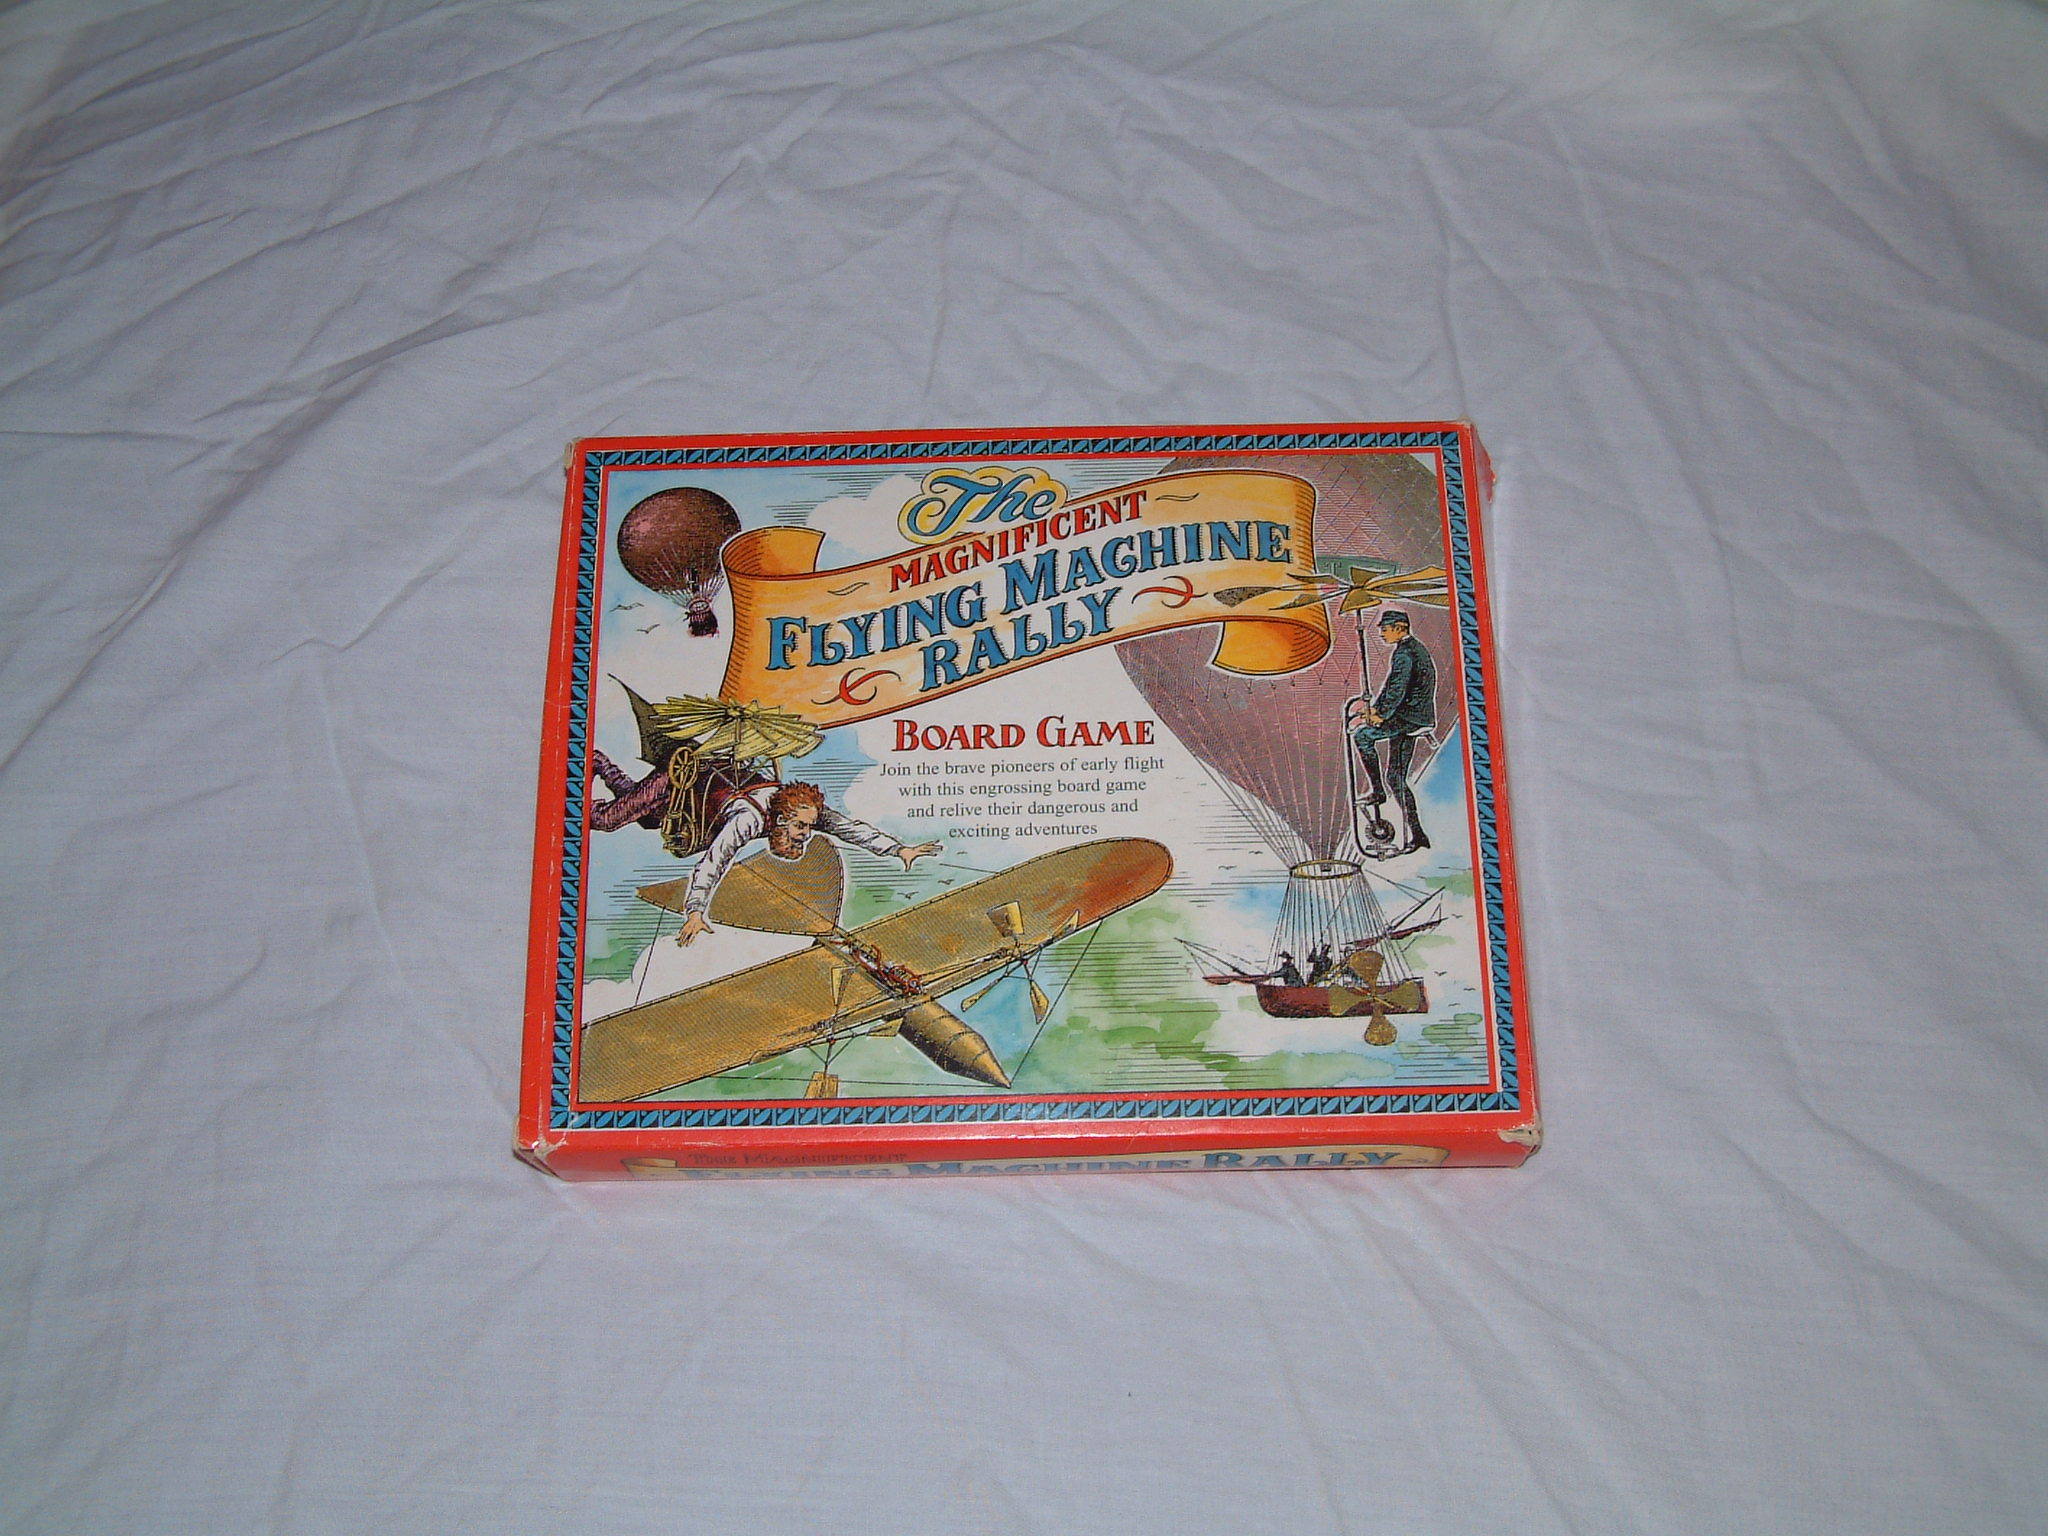 The
MAGNIFICENT
FLYING MACHINE
RALLY
BOARD GAME
Join the brave pioneers of early flight
with this engrossing board game
and relive their dangerous and
exciting adventures
THE MAGNIFICENT
FLYING MACHINE RALLY